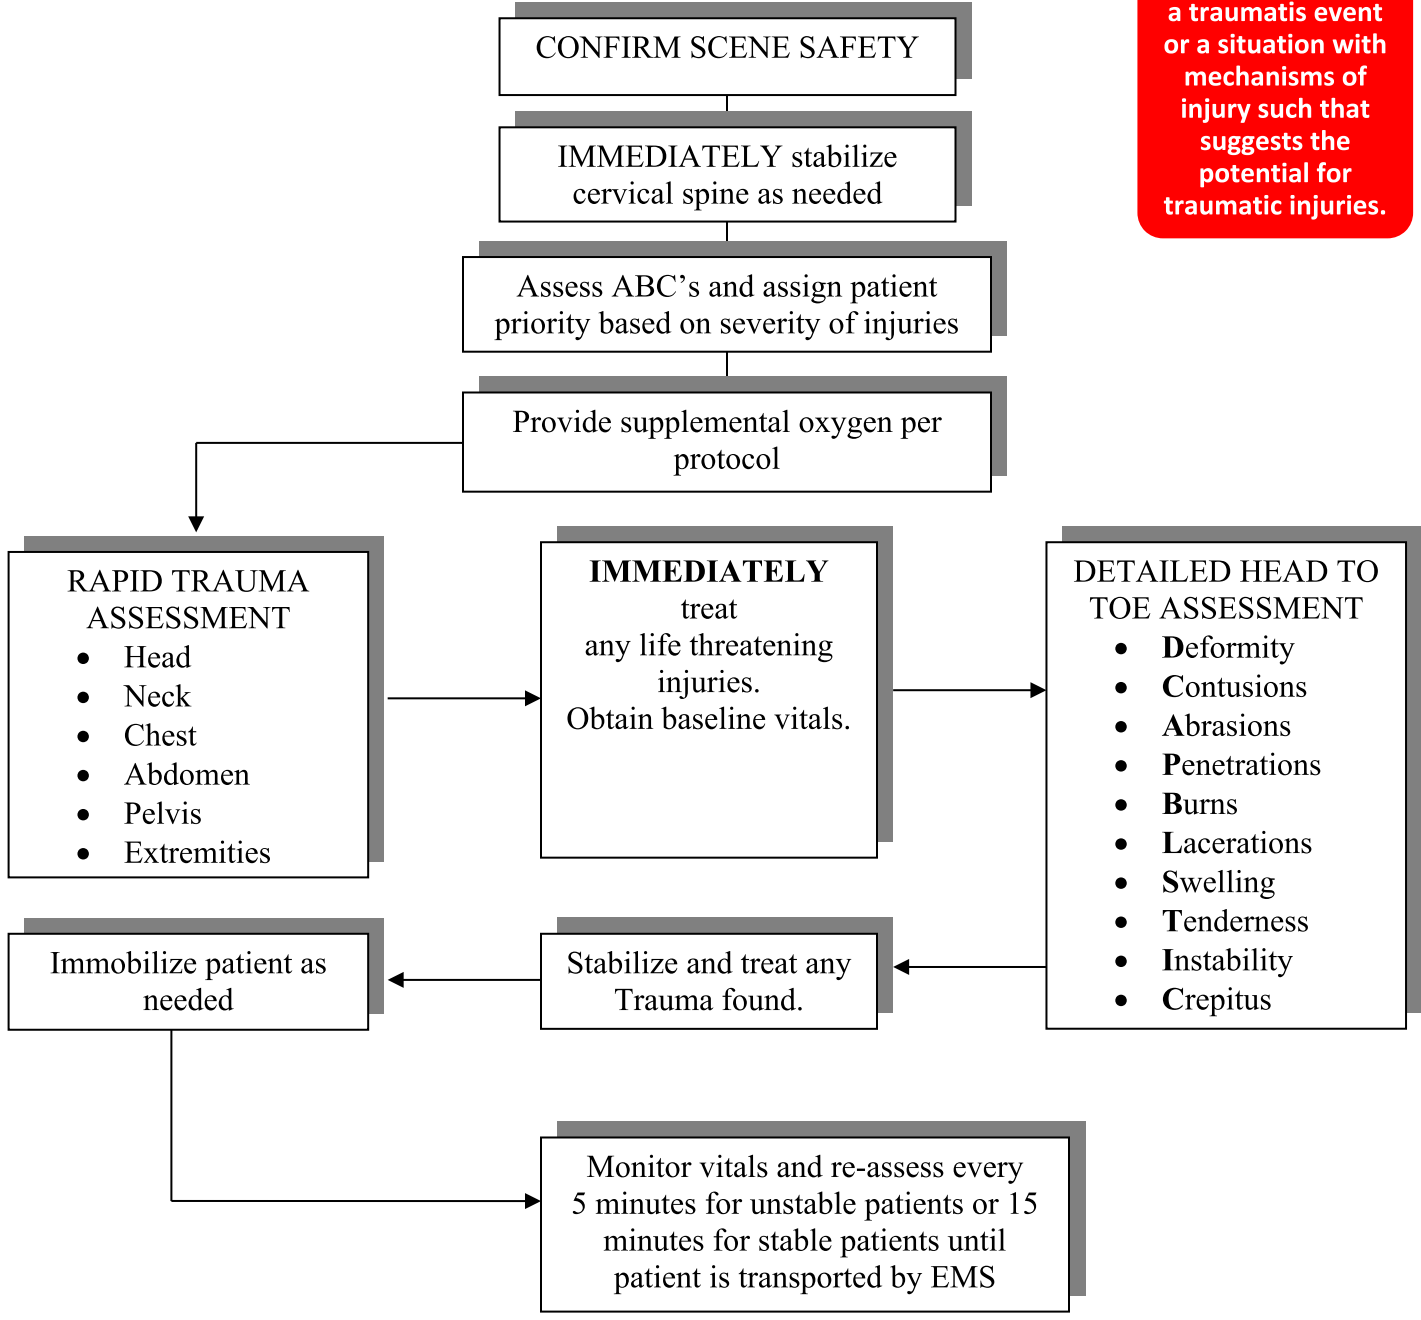 CONFIRM SCENE SAFETY
a traumatis event
or a situation with
mechanisms of
injury such that
suggests the
potential for
traumatic injuries.
IMMEDIATELY stabilize
cervical spine as needed
Assess ABC’s and assign patient
priority based on severity of injuries
Provide supplemental oxygen per
protocol
RAPID TRAUMA
ASSESSMENT
• Head
• Neck
• Chest
• Abdomen
• Pelvis
• Extremities
IMMEDIATELY
treat
any life threatening
injuries.
Obtain baseline vitals.
DETAILED HEAD TO
TOE ASSESSMENT
• Deformity
• Contusions
• Abrasions
• Penetrations
• Burns
• Lacerations
• Swelling
• Tenderness
• Instability
• Crepitus
Stabilize and treat any
Trauma found.
Immobilize patient as
needed
Monitor vitals and re-assess every
5 minutes for unstable patients or 15
minutes for stable patients until
patient is transported by EMS